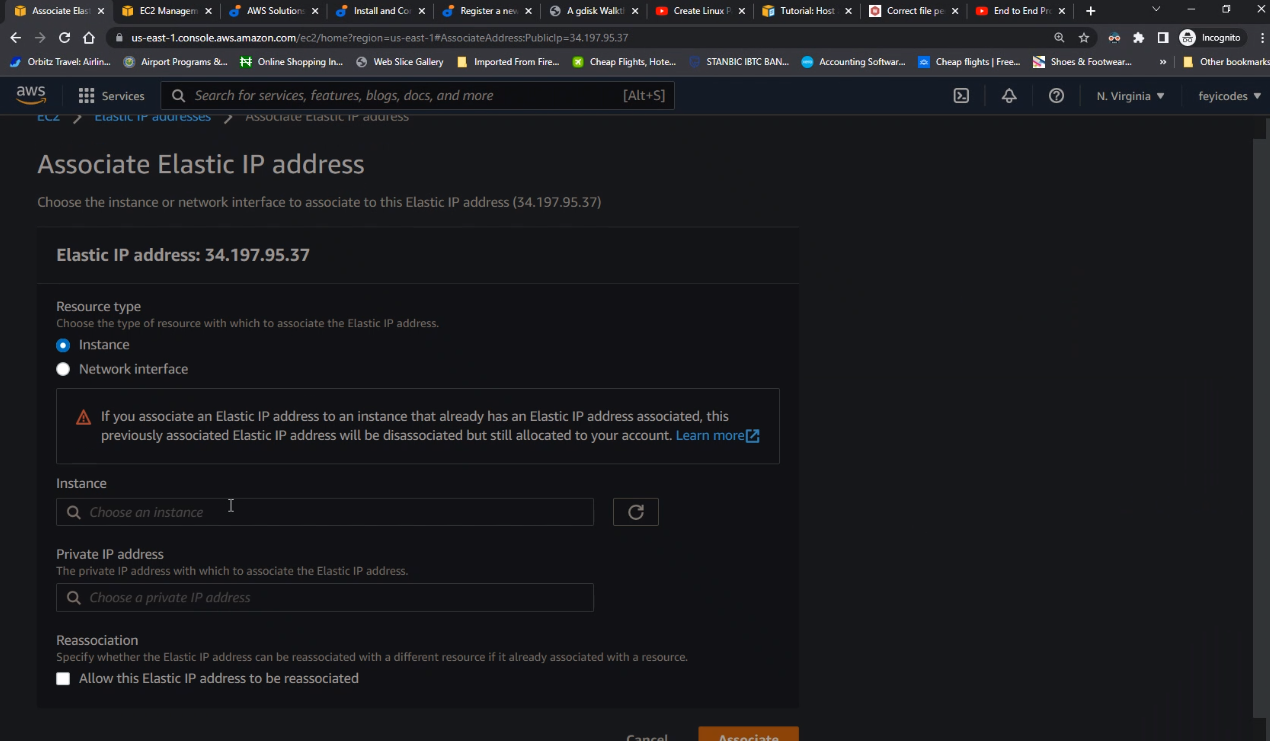 Associate Elast
EC2 Managem
AWS Solution
Install and Co
Register a new
A gdisk Walkt
Create Linux P
Tutorial: Host
Correct file pe
End to End Pr
us-east-1.console.aws.amazon.com/ec2/home?region=us-east-1#AssociateAddress:PublicIp=34.197.95.37
Incognito
Orbitz Travel: Airlin...
Airport Programs &...
Online Shopping In...
Web Slice Gallery
Imported From Fire...
Cheap Flights, Hote...
STANBIC IBTC BAN...
Accounting Softwar...
Cheap flights | Free...
Shoes & Footwear...
»
Other bookmarks
aws
Services
Search for services, features, blogs, docs, and more
[Alt+S]
N. Virginia
feyicodes
EC2 > Elastic IP addresses > Associate Elastic IP address
Associate Elastic IP address
Choose the instance or network interface to associate to this Elastic IP address (34.197.95.37)
Elastic IP address: 34.197.95.37
Resource type
Choose the type of resource with which to associate the Elastic IP address.
Instance
Network interface
If you associate an Elastic IP address to an instance that already has an Elastic IP address associated, this
previously associated Elastic IP address will be disassociated but still allocated to your account. Learn more
Instance
Choose an instance
Private IP address
The private IP address with which to associate the Elastic IP address.
Choose a private IP address
Reassociation
Specify whether the Elastic IP address can be reassociated with a different resource if it already associated with a resource.
Allow this Elastic IP address to be reassociated
Cancel
Associate